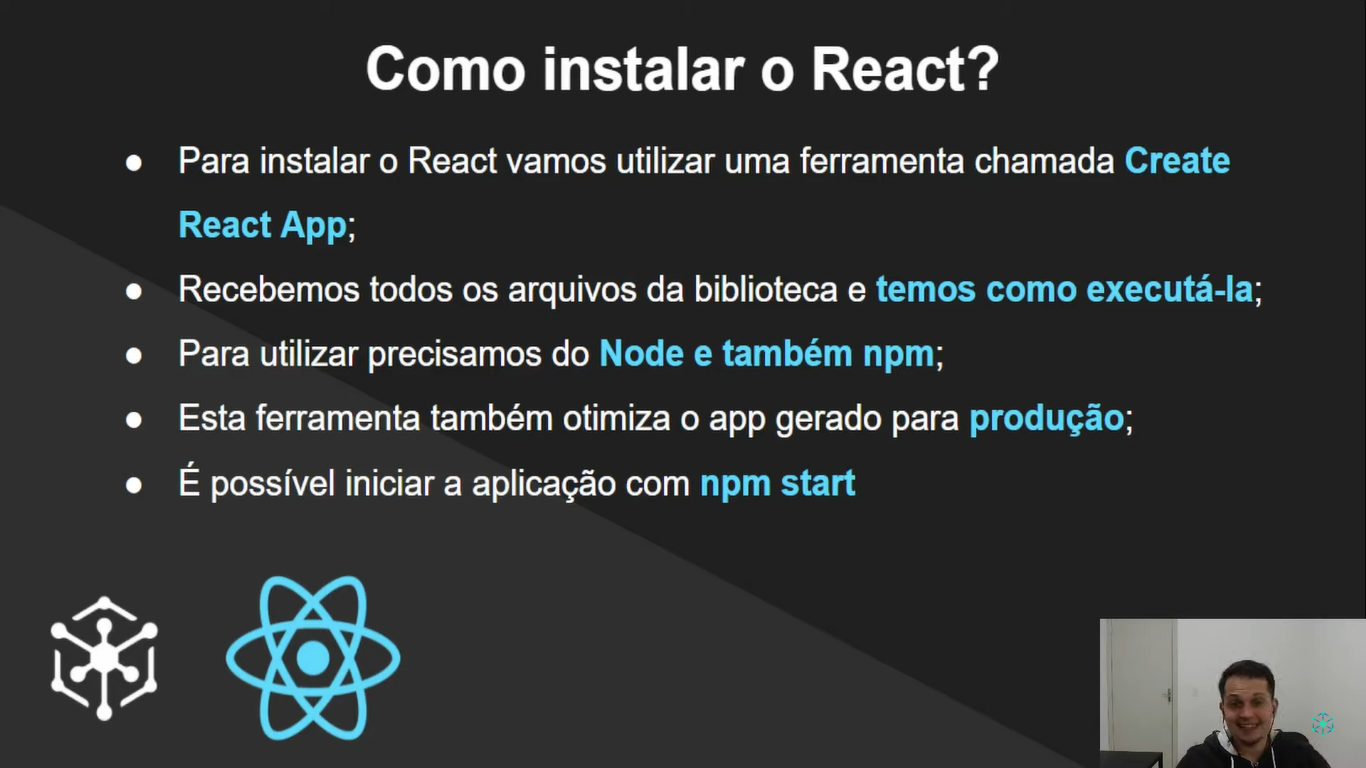 Como instalar o React?
● Para instalar o React vamos utilizar uma ferramenta chamada Create
React App;
● Recebemos todos os arquivos da biblioteca e temos como executá-la;
● Para utilizar precisamos do Node e também npm;
● Esta ferramenta também otimiza o app gerado para produção;
● É possível iniciar a aplicação com npm start